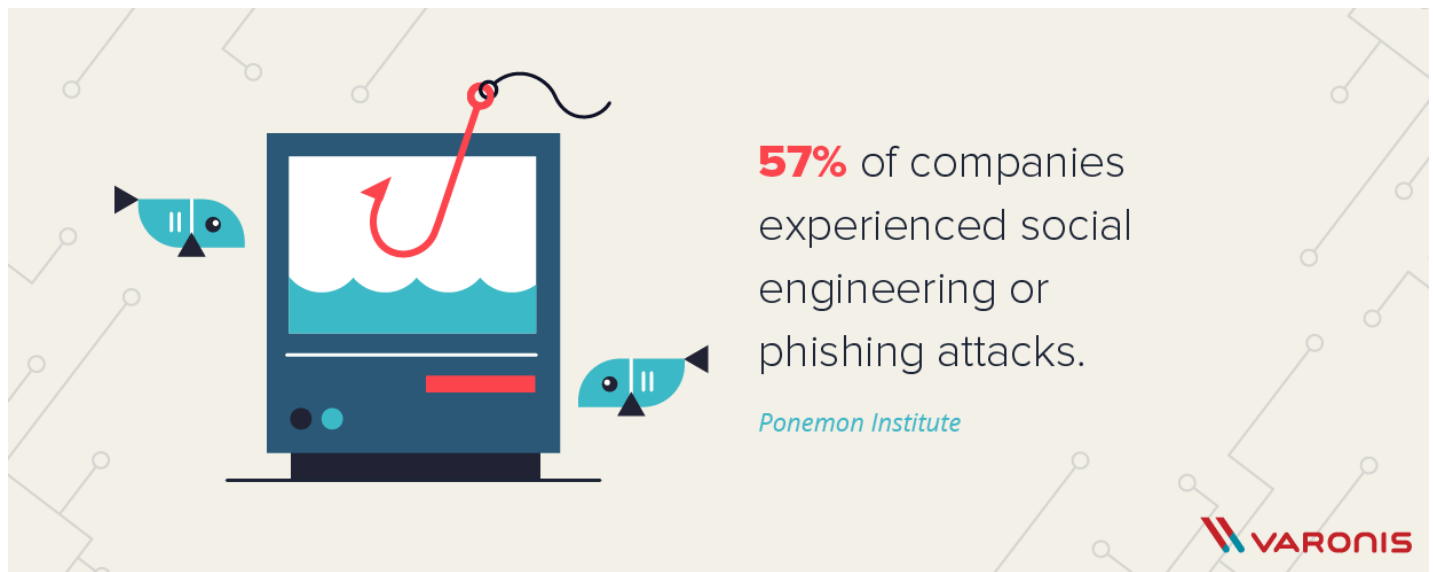 57% of companies
experienced social
engineering or
phishing attacks.
Ponemon Institute
VARONIS